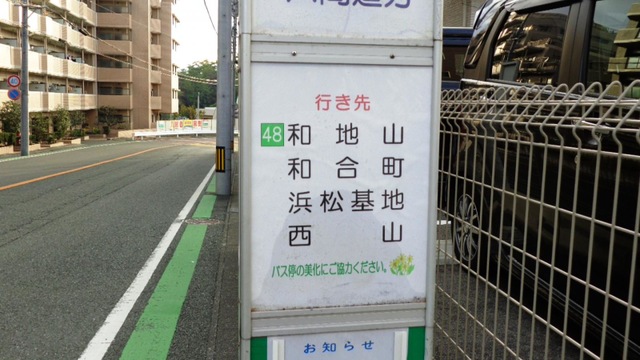 行き先
48 和地山
和合町
浜松基地
西山
バス停の美化にご協力ください。
お知らせ